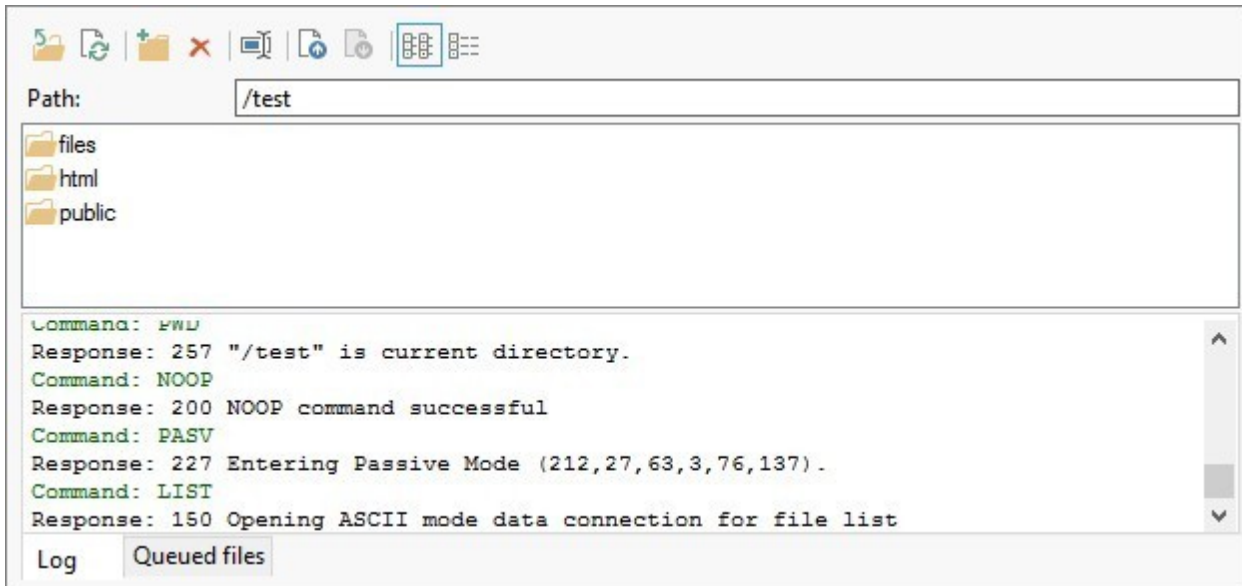 Path: /test
files
html
public
Command: PWD
Response: 257 "/test" is current directory.
Command: NOOP
Response: 200 NOOP command successful
Command: PASV
Response: 227 Entering Passive Mode (212,27,63,3,76,137).
Command: LIST
Response: 150 Opening ASCII mode data connection for file list
Log Queued files